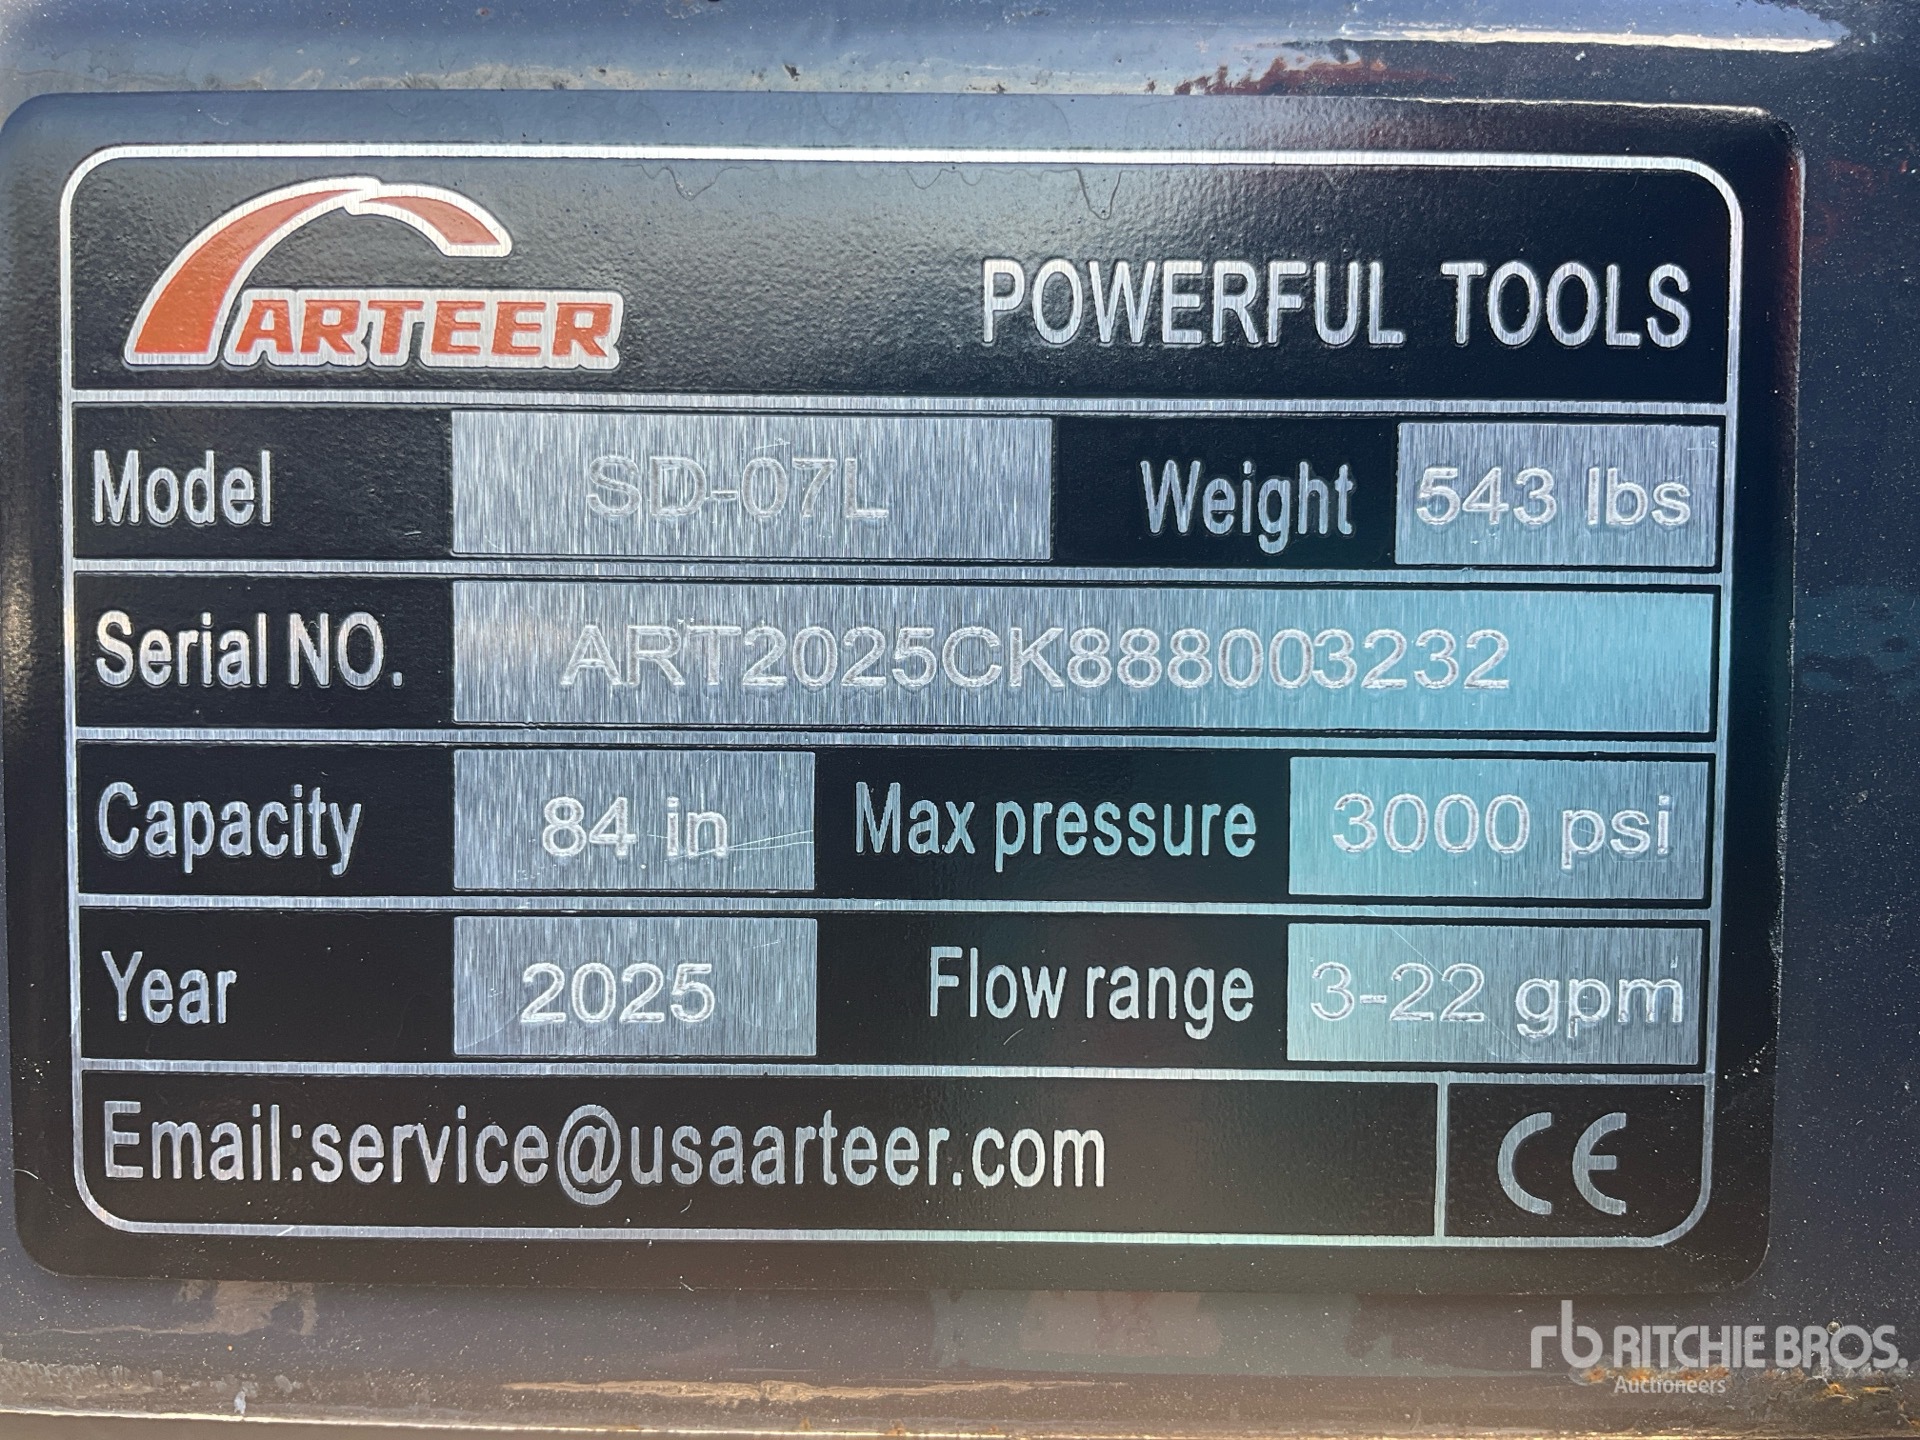 ARTEER
POWERFUL TOOLS
Model SD-07L Weight 543 lbs
Serial NO. ART2025CK888003232
Capacity 84 in Max pressure 3000 psi
Year 2025 Flow range 3-22 gpm
Email:service@usaarteer.com CE
rb RITCHIE BROS.
Auctioneers